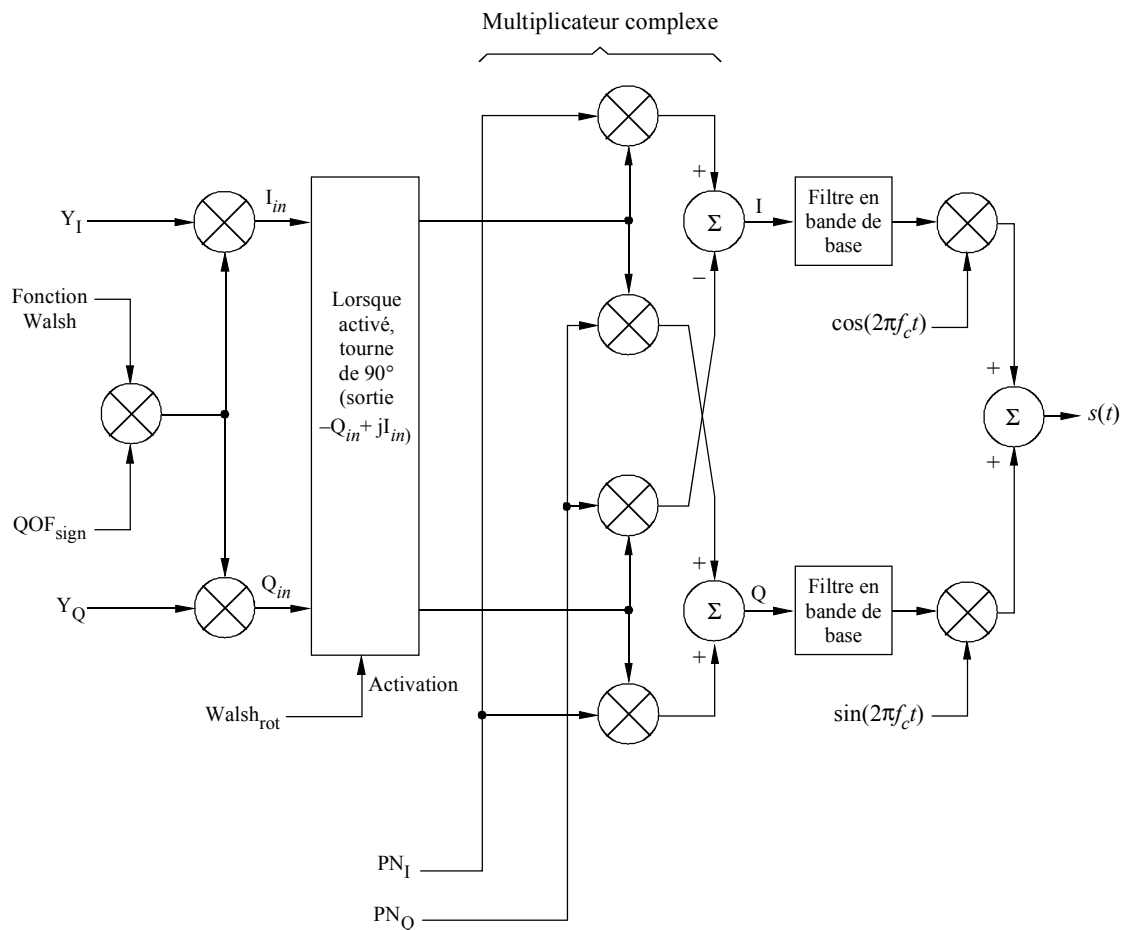 Multiplicateur complexe
Y_I
I_in
Fonction
Walsh
QOF_sign
Y_Q
Q_in
Lorsque
activé,
tourne
de 90°
(sortie
–Q_in + jI_in)
Activation
Walsh_rot
PN_I
PN_Q
+
Σ
–
I
Filtre en
bande de
base
cos(2πf_ct)
+
Σ
+
s(t)
+
Σ
+
Q
Filtre en
bande de
base
sin(2πf_ct)